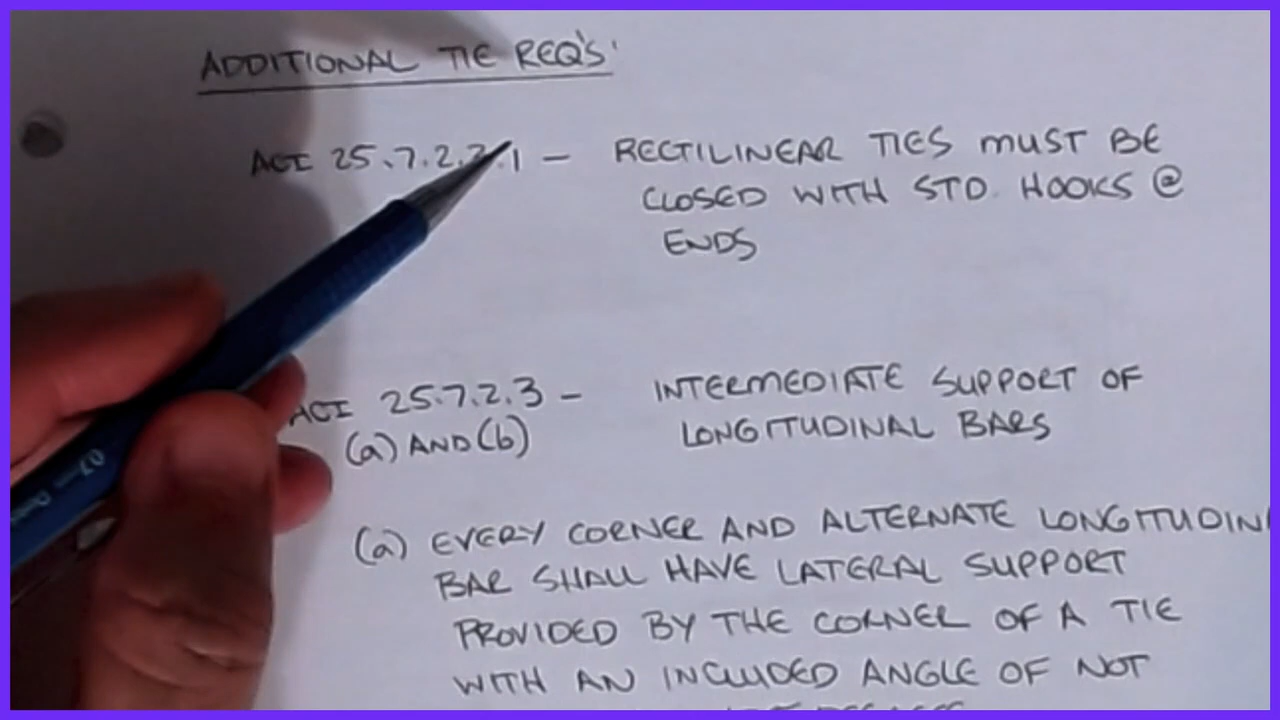 ADDITIONAL TIE REQ'S
ACI 25.7.2.3.1 – RECTILINEAR TIES MUST BE
CLOSED WITH STD. HOOKS @
ENDS
ACI 25.7.2.3 – INTERMEDIATE SUPPORT OF
(a) AND (b) LONGITUDINAL BARS
(a) EVERY CORNER AND ALTERNATE LONGITUDIN
BAR SHALL HAVE LATERAL SUPPORT
PROVIDED BY THE CORNER OF A TIE
WITH AN INCLUDED ANGLE OF NOT